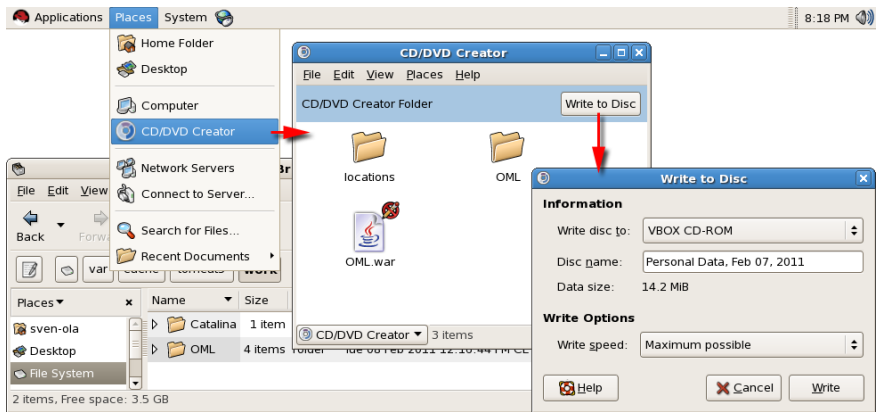 Applications Places System 8:18 PM
Home Folder
Desktop
Computer
CD/DVD Creator
Network Servers
Connect to Server...
Search for Files...
Recent Documents
CD/DVD Creator
File Edit View Places Help
CD/DVD Creator Folder Write to Disc
locations OML
OML.war
CD/DVD Creator 3 items
Write to Disc
Information
Write disc to: VBOX CD-ROM
Disc name: Personal Data, Feb 07, 2011
Data size: 14.2 MiB
Write Options
Write speed: Maximum possible
Help Cancel Write
File Edit View
Back
var work
Places Name Size
sven-ola Catalina 1 item
Desktop OML 4 items
File System
2 items, Free space: 3.5 GB